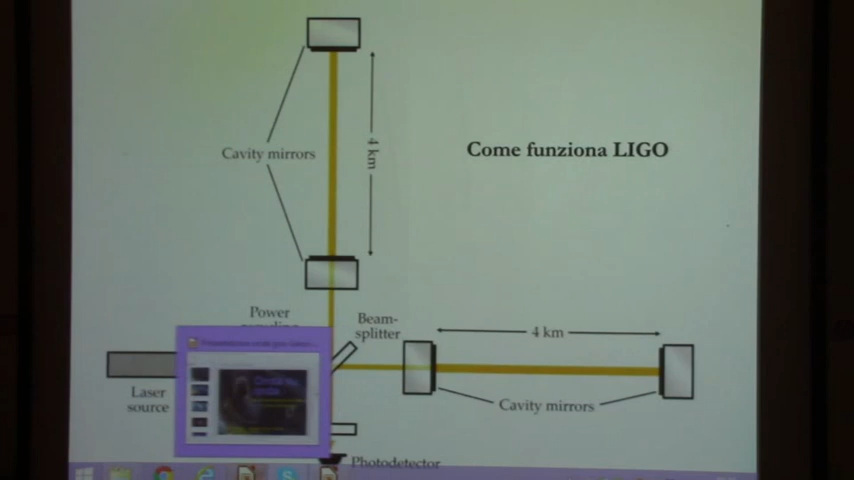 4 km
Cavity mirrors
Come funziona LIGO
Power
Beam-
splitter
4 km
Laser
source
Cavity mirrors
Photodetector